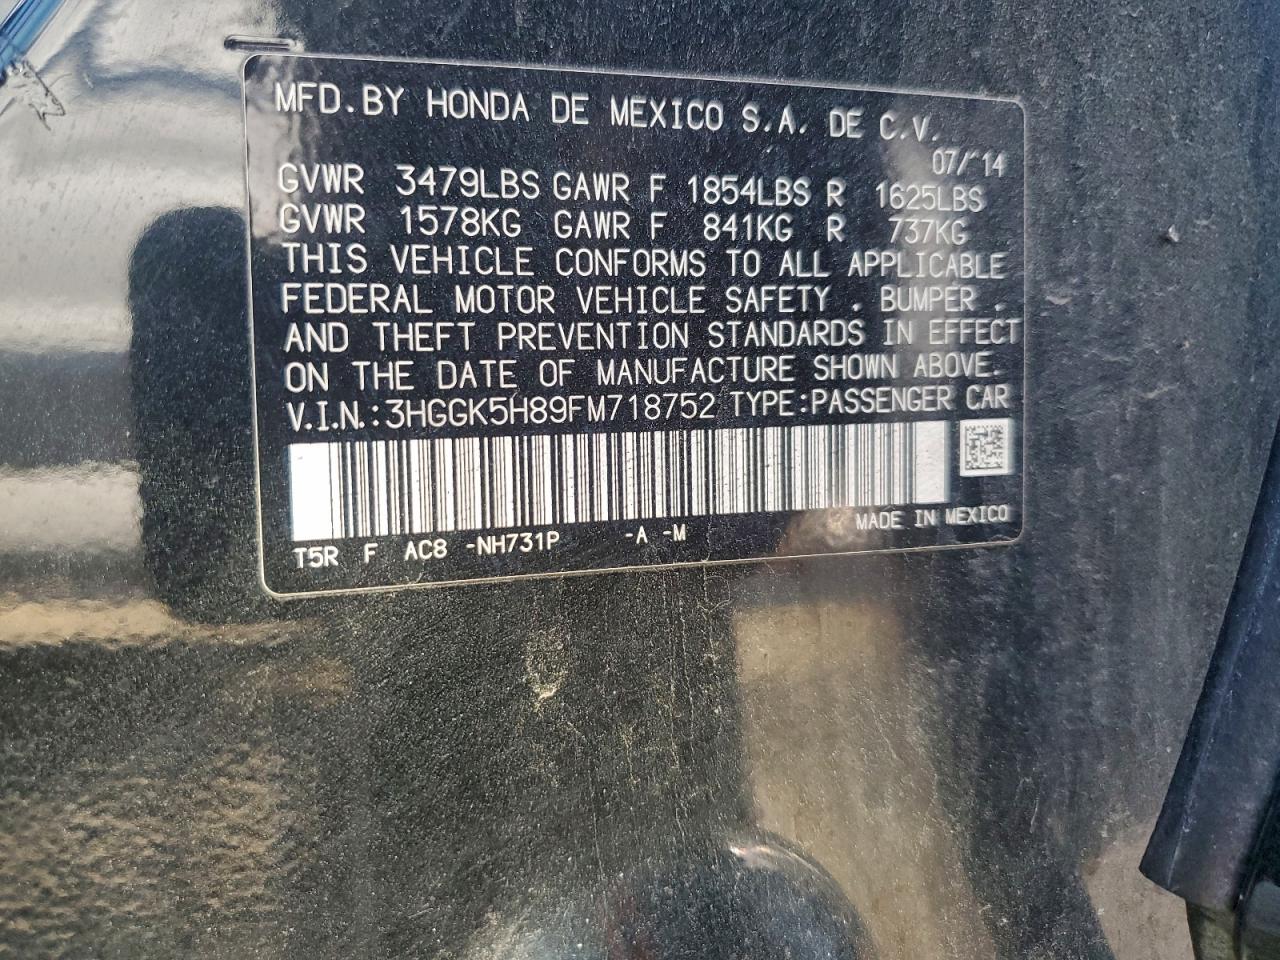 MFD.BY HONDA DE MEXICO S.A. DE C.V.
07/14
GVWR 3479LBS GAWR F 1854LBS R 1625LBS
GVWR 1578KG GAWR F 841KG R 737KG
THIS VEHICLE CONFORMS TO ALL APPLICABLE
FEDERAL MOTOR VEHICLE SAFETY , BUMPER ,
AND THEFT PREVENTION STANDARDS IN EFFECT
ON THE DATE OF MANUFACTURE SHOWN ABOVE.
V.I.N.:3HGGK5H89FM718752 TYPE:PASSENGER CAR
MADE IN MEXICO
T5R F AC8 -NH731P -A -M